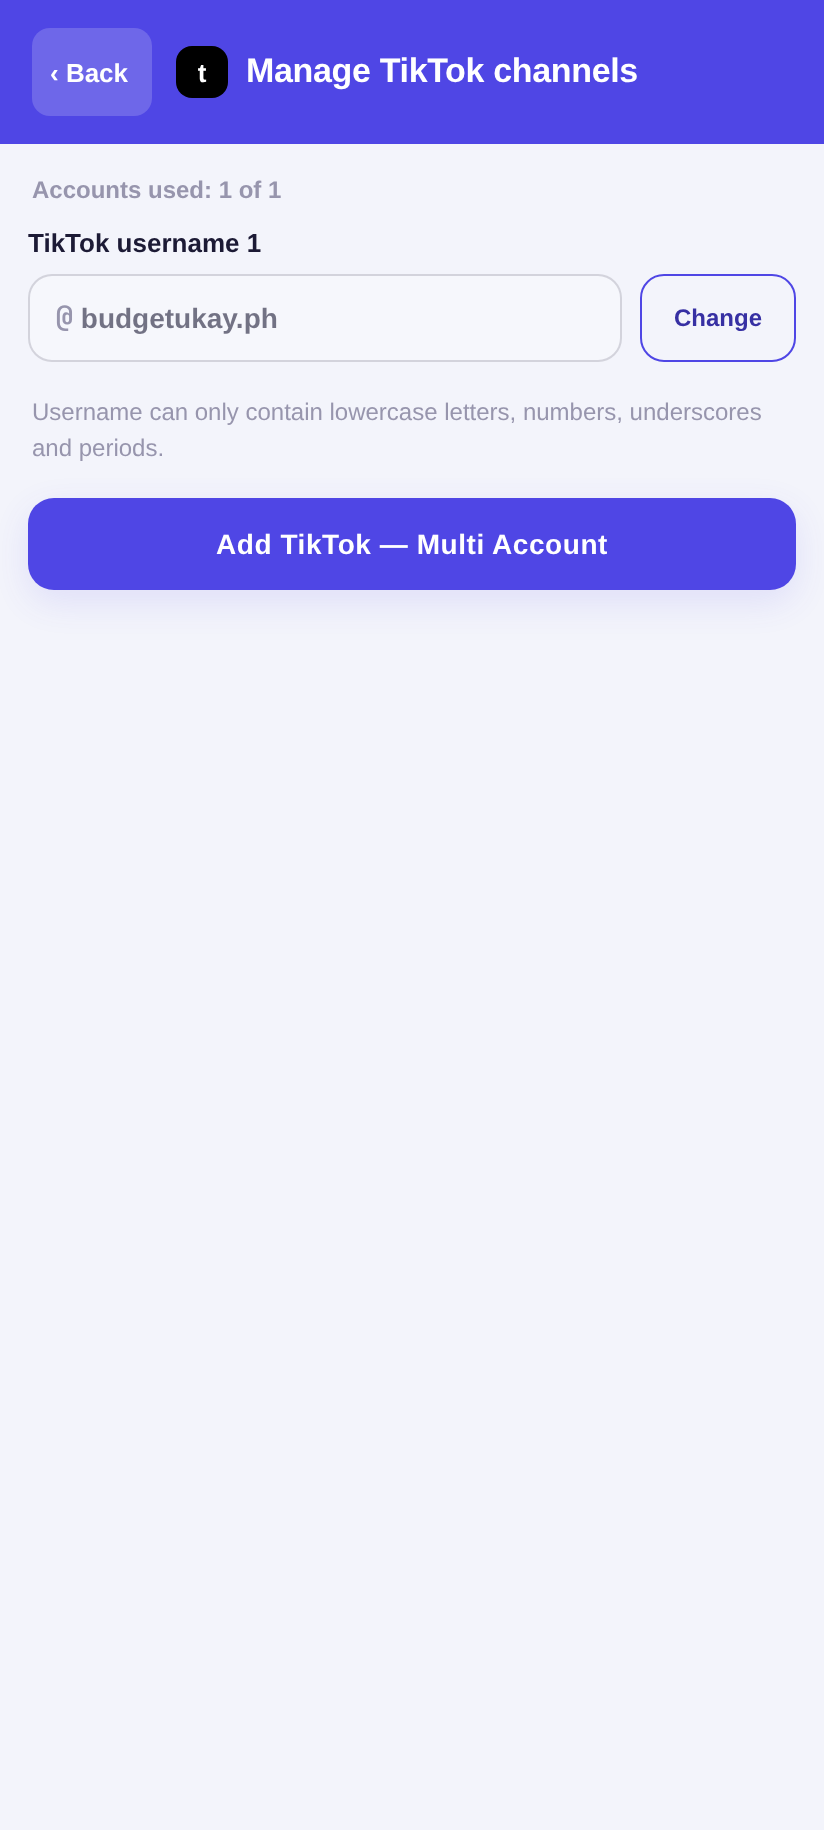 ‹ Back
t
Manage TikTok channels
Accounts used: 1 of 1
TikTok username 1
@ budgetukay.ph
Change
Username can only contain lowercase letters, numbers, underscores
and periods.
Add TikTok — Multi Account